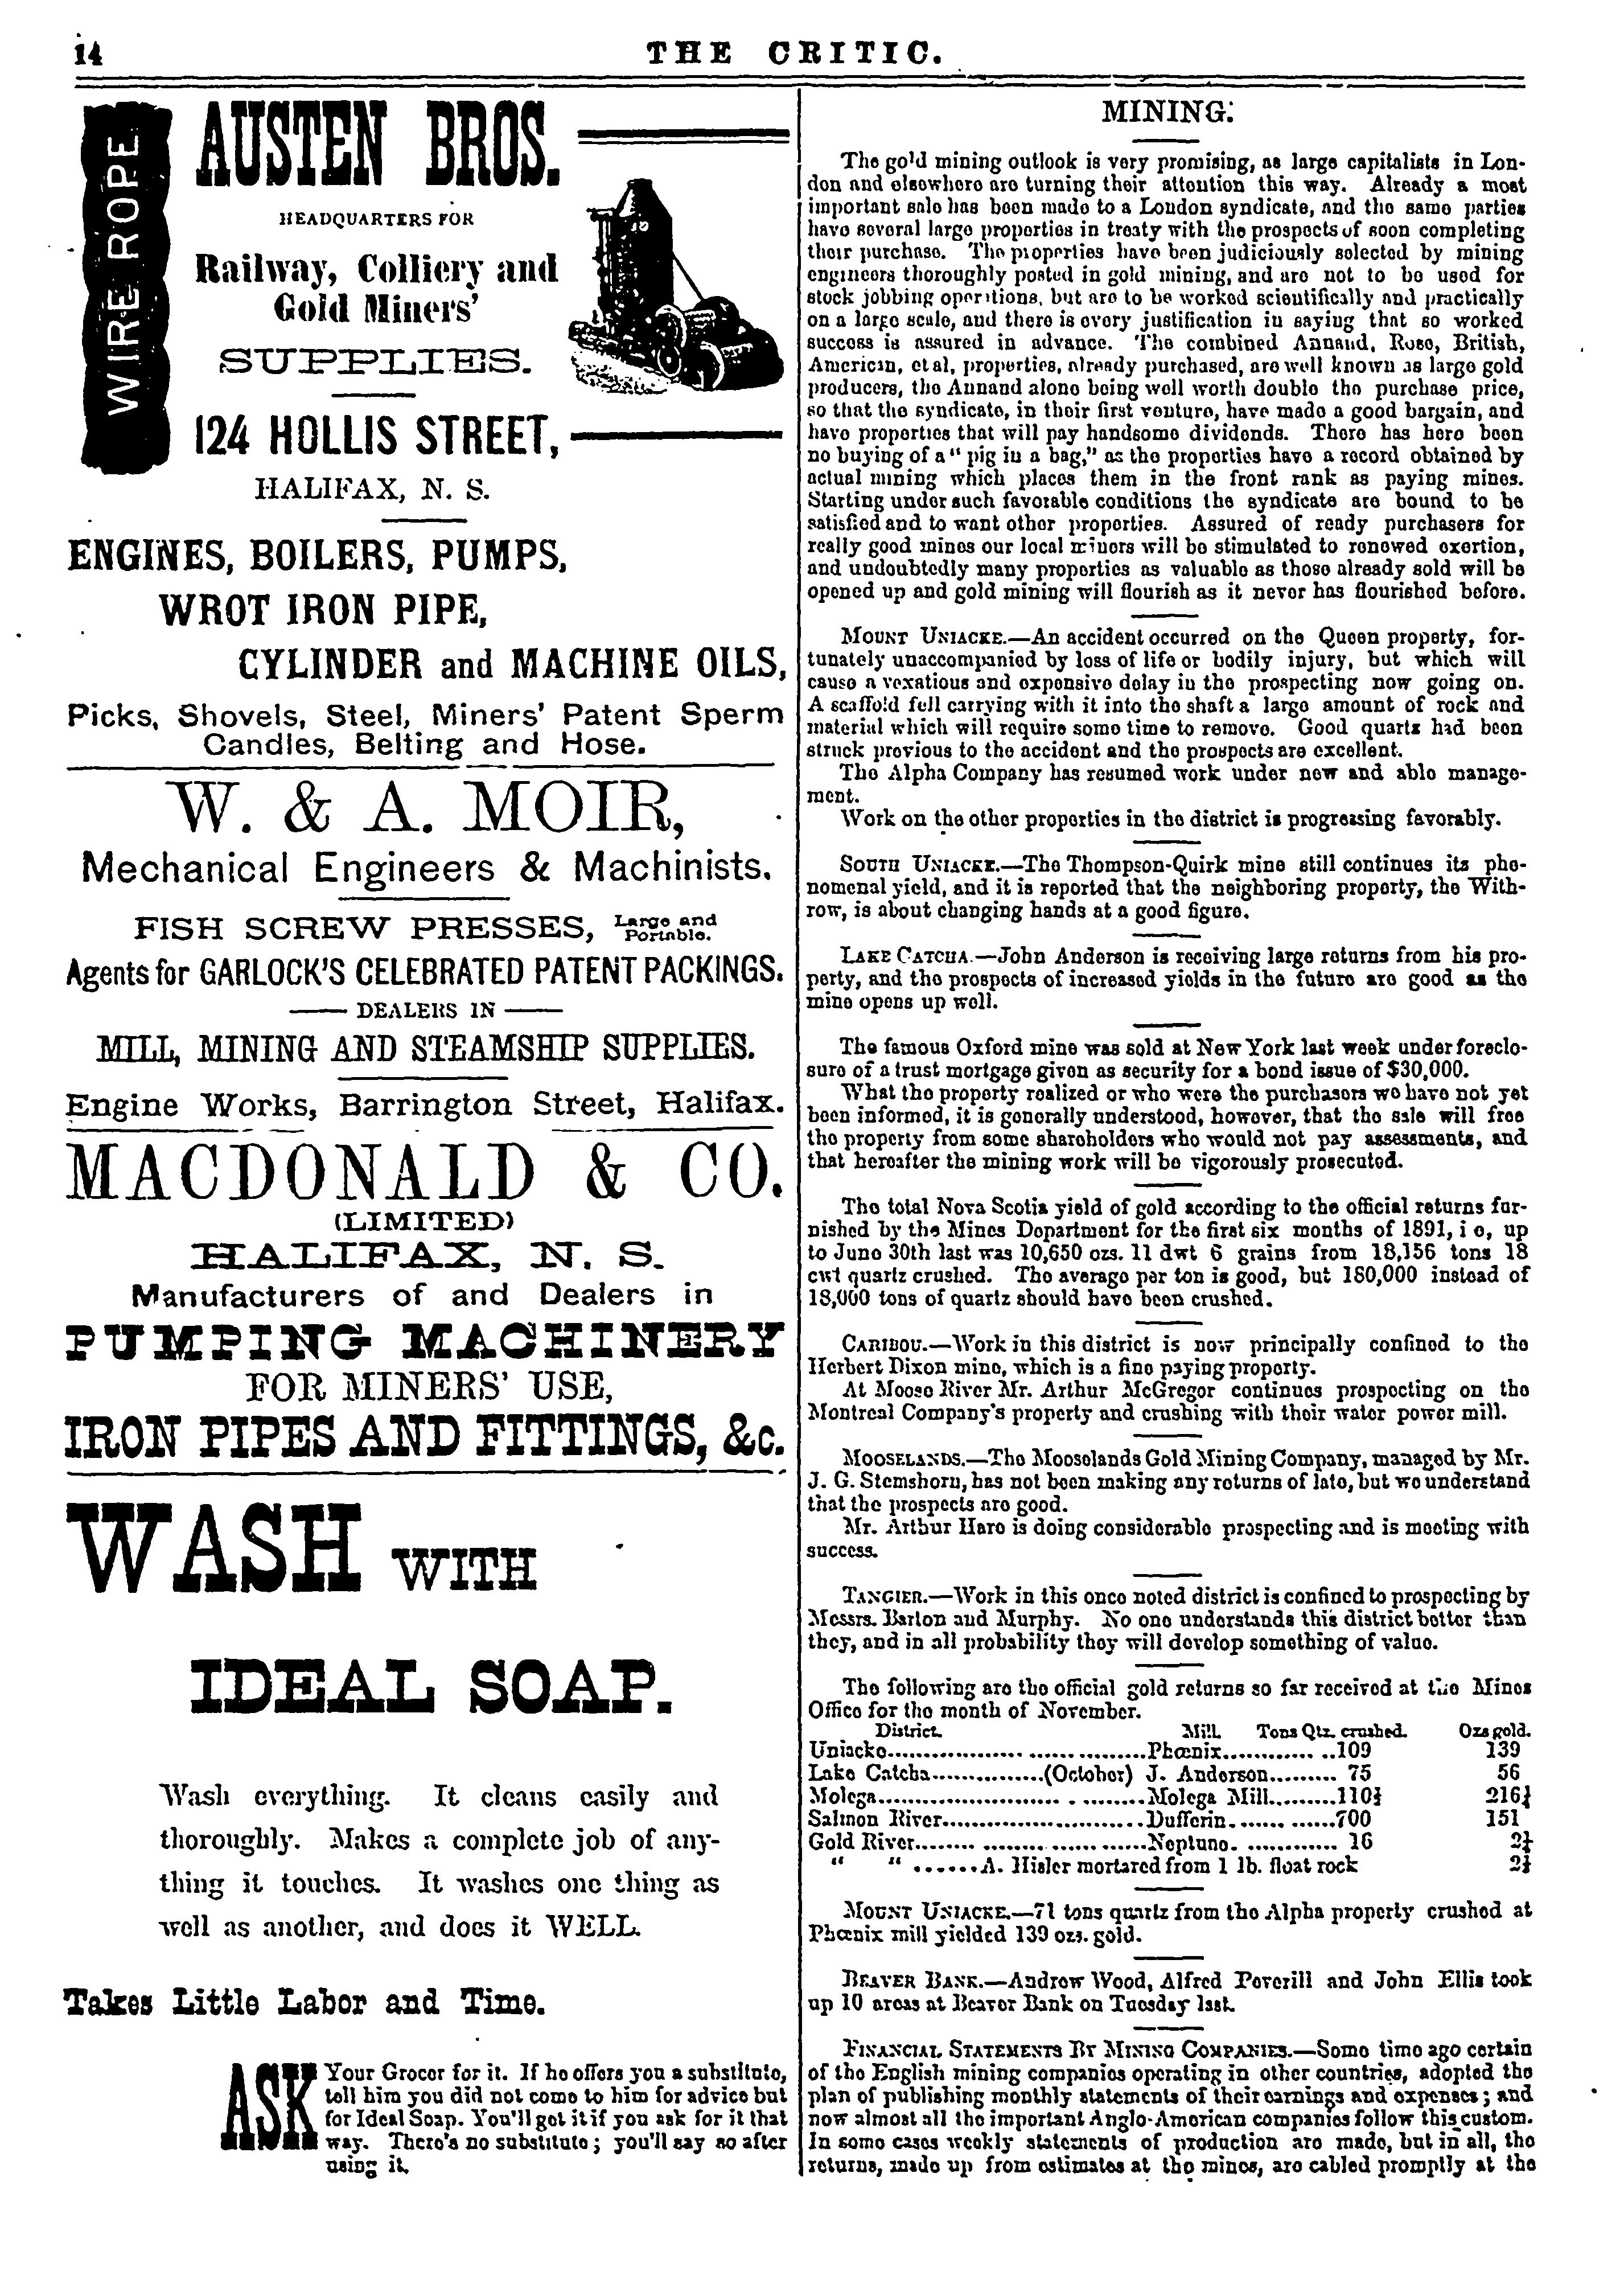 14
THE CRITIC.
WIRE ROPE
AUSTEN BROS.
HEADQUARTERS FOR
Railway, Colliery and
Gold Miners'
SUPPLIES.
124 HOLLIS STREET,
HALIFAX, N. S.
ENGINES, BOILERS, PUMPS,
WROT IRON PIPE,
CYLINDER and MACHINE OILS,
Picks, Shovels, Steel, Miners' Patent Sperm
Candles, Belting and Hose.
W. & A. MOIR,
Mechanical Engineers & Machinists.
FISH SCREW PRESSES, Large and
Portable.
Agents for GARLOCK'S CELEBRATED PATENT PACKINGS.
— DEALERS IN —
MILL, MINING AND STEAMSHIP SUPPLIES.
Engine Works, Barrington Street, Halifax.
MACDONALD & CO.
(LIMITED)
HALIFAX, N. S.
Manufacturers of and Dealers in
PUMPING MACHINERY
FOR MINERS' USE,
IRON PIPES AND FITTINGS, &c.
WASH WITH
IDEAL SOAP.
Wash everything. It cleans easily and
thoroughly. Makes a complete job of any-
thing it touches. It washes one thing as
well as another, and does it WELL.
Takes Little Labor and Time.
ASK Your Grocer for it. If he offers you a substitute,
tell him you did not come to him for advice but
for Ideal Soap. You'll get it if you ask for it that
way. There's no substitute; you'll say so after
using it.
MINING.
The gold mining outlook is very promising, as large capitalists in Lon-
don and elsewhere are turning their attention this way. Already a most
important sale has been made to a London syndicate, and the same parties
have several large properties in treaty with the prospects of soon completing
their purchase. The properties have been judiciously selected by mining
engineers thoroughly posted in gold mining, and are not to be used for
stock jobbing operations, but are to be worked scientifically and practically
on a large scale, and there is every justification in saying that so worked
success is assured in advance. The combined Annand, Rose, British,
American, et al, properties, already purchased, are well known as large gold
producers, the Annand alone being well worth double the purchase price,
so that the syndicate, in their first venture, have made a good bargain, and
have properties that will pay handsome dividends. There has here been
no buying of a "pig in a bag," as the properties have a record obtained by
actual mining which places them in the front rank as paying mines.
Starting under such favorable conditions the syndicate are bound to be
satisfied and to want other properties. Assured of ready purchasers for
really good mines our local miners will be stimulated to renewed exertion,
and undoubtedly many properties as valuable as those already sold will be
opened up and gold mining will flourish as it never has flourished before.
MOUNT UNIACKE.—An accident occurred on the Queen property, for-
tunately unaccompanied by loss of life or bodily injury, but which will
cause a vexatious and expensive delay in the prospecting now going on.
A scaffold fell carrying with it into the shaft a large amount of rock and
material which will require some time to remove. Good quartz had been
struck previous to the accident and the prospects are excellent.
The Alpha Company has resumed work under new and able manage-
ment.
Work on the other properties in the district is progressing favorably.
SOUTH UNIACKE.—The Thompson-Quirk mine still continues its phe-
nomenal yield, and it is reported that the neighboring property, the With-
row, is about changing hands at a good figure.
LAKE CATCHA.—John Anderson is receiving large returns from his pro-
perty, and the prospects of increased yields in the future are good as the
mine opens up well.
The famous Oxford mine was sold at New York last week under foreclo-
sure of a trust mortgage given as security for a bond issue of $30,000.
What the property realized or who were the purchasers we have not yet
been informed, it is generally understood, however, that the sale will free
the property from some shareholders who would not pay assessments, and
that hereafter the mining work will be vigorously prosecuted.
The total Nova Scotia yield of gold according to the official returns fur-
nished by the Mines Department for the first six months of 1891, i e, up
to June 30th last was 10,650 ozs. 11 dwt 6 grains from 18,156 tons 18
cwt quartz crushed. The average per ton is good, but 180,000 instead of
18,000 tons of quartz should have been crushed.
CARIBOU.—Work in this district is now principally confined to the
Herbert Dixon mine, which is a fine paying property.
At Moose River Mr. Arthur McGregor continues prospecting on the
Montreal Company's property and crushing with their water power mill.
MOOSELANDS.—The Mooselands Gold Mining Company, managed by Mr.
J. G. Stemshorn, has not been making any returns of late, but we understand
that the prospects are good.
Mr. Arthur Hare is doing considerable prospecting and is meeting with
success.
TANGIER.—Work in this once noted district is confined to prospecting by
Messrs. Barton and Murphy. No one understands this district better than
they, and in all probability they will develop something of value.
The following are the official gold returns so far received at the Mines
Office for the month of November.
District. Mill. Tons Qtz. crushed. Ozs gold.
Uniacke....................Phœnix..............109 139
Lake Catcha...............(October) J. Anderson......... 75 56
Molega..............................Molega Mill.........110½ 216¼
Salmon River..........................Dufferin.............700 151
Gold River.............................Neptune............. 16 2¼
" " ......A. Hisler mortared from 1 lb. float rock 2½
MOUNT UNIACKE.—71 tons quartz from the Alpha property crushed at
Phœnix mill yielded 139 ozs. gold.
BEAVER BANK.—Andrew Wood, Alfred Peverill and John Ellis took
up 10 areas at Beaver Bank on Tuesday last.
FINANCIAL STATEMENTS BY MINING COMPANIES.—Some time ago certain
of the English mining companies operating in other countries, adopted the
plan of publishing monthly statements of their earnings and expenses; and
now almost all the important Anglo-American companies follow this custom.
In some cases weekly statements of production are made, but in all, the
returns, made up from estimates at the mines, are cabled promptly at the